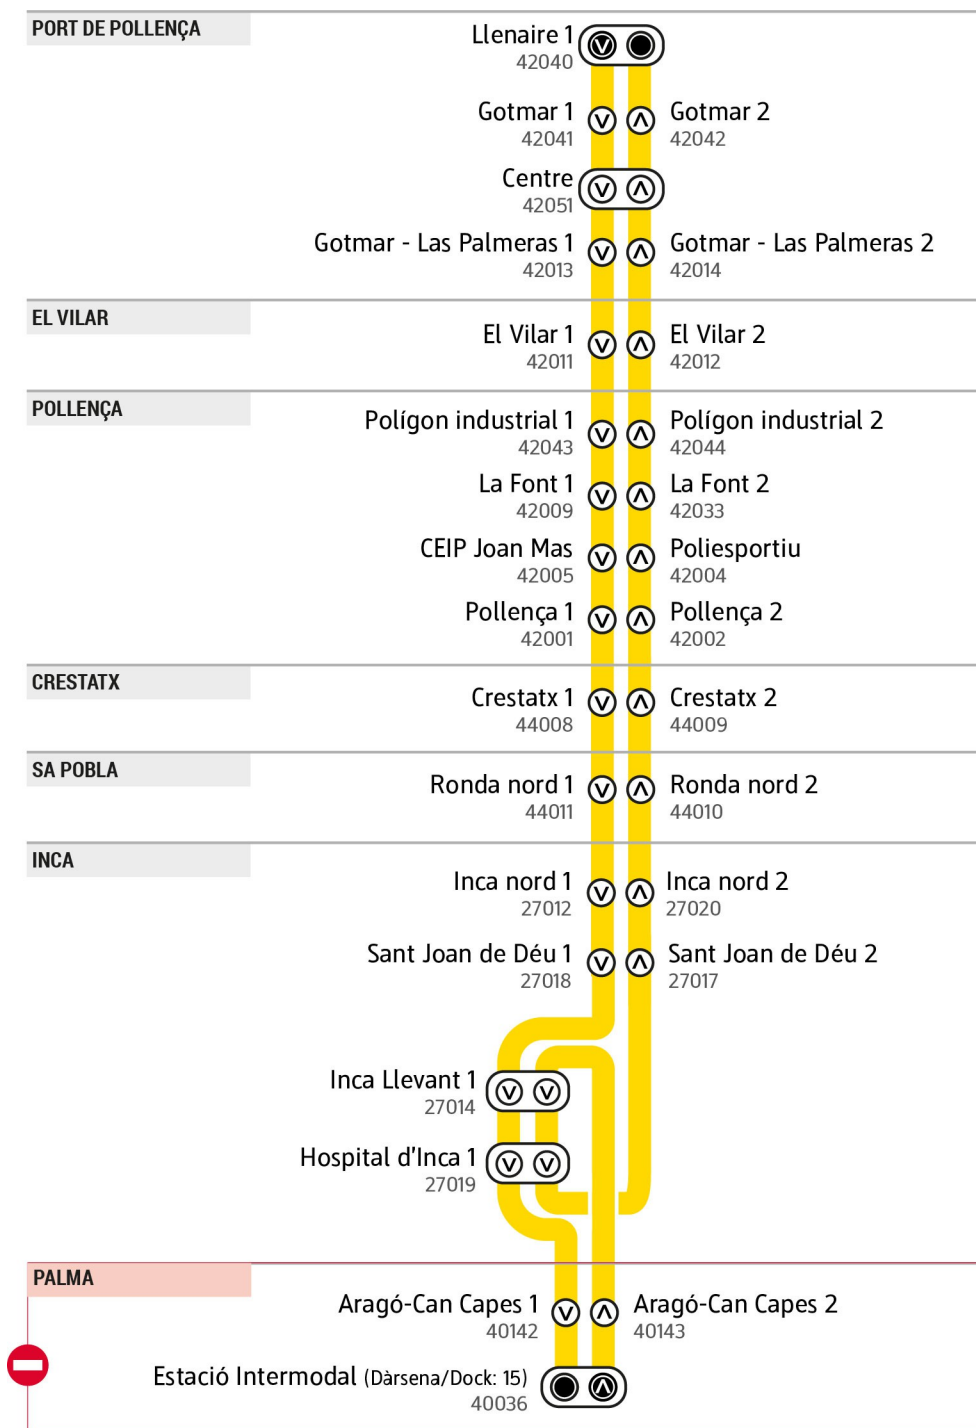 PORT DE POLLENÇA
Llenaire 1
42040
Gotmar 1
42041
Gotmar 2
42042
Centre
42051
Gotmar - Las Palmeras 1
42013
Gotmar - Las Palmeras 2
42014
EL VILAR
El Vilar 1
42011
El Vilar 2
42012
POLLENÇA
Polígon industrial 1
42043
Polígon industrial 2
42044
La Font 1
42009
La Font 2
42033
CEIP Joan Mas
42005
Poliesportiu
42004
Pollença 1
42001
Pollença 2
42002
CRESTATX
Crestatx 1
44008
Crestatx 2
44009
SA POBLA
Ronda nord 1
44011
Ronda nord 2
44010
INCA
Inca nord 1
27012
Inca nord 2
27020
Sant Joan de Déu 1
27018
Sant Joan de Déu 2
27017
Inca Llevant 1
27014
Hospital d'Inca 1
27019
PALMA
Aragó-Can Capes 1
40142
Aragó-Can Capes 2
40143
Estació Intermodal (Dàrsena/Dock: 15)
40036